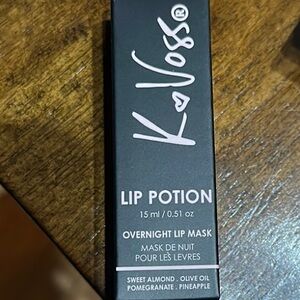 K♡Voss®
LIP POTION
15 ml / 0.51 oz
OVERNIGHT LIP MASK
MASK DE NUIT
POUR LES LEVRES
SWEET ALMOND . OLIVE OIL
POMEGRANATE . PINEAPPLE